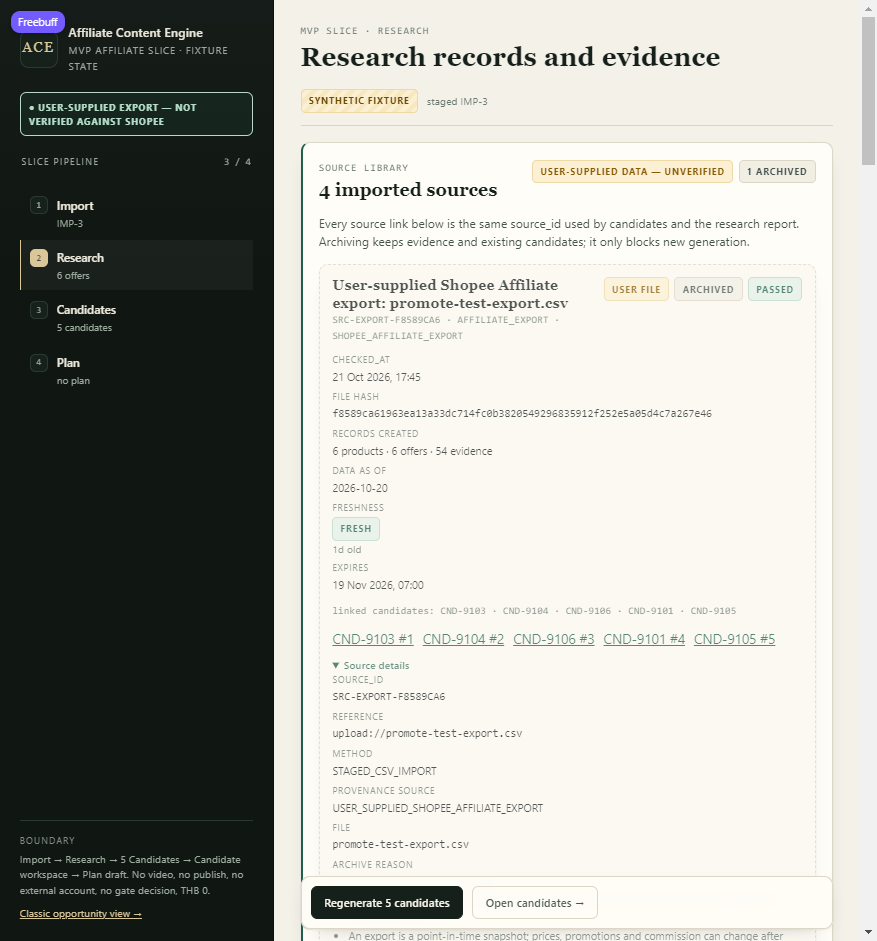 Freebuff
ACE
Affiliate Content Engine
MVP AFFILIATE SLICE · FIXTURE
STATE
● USER-SUPPLIED EXPORT — NOT
VERIFIED AGAINST SHOPEE
SLICE PIPELINE 3 / 4
1 Import
IMP-3
2 Research
6 offers
3 Candidates
5 candidates
4 Plan
no plan
BOUNDARY
Import → Research → 5 Candidates → Candidate
workspace → Plan draft. No video, no publish, no
external account, no gate decision, THB 0.
Classic opportunity view →
MVP SLICE · RESEARCH
Research records and evidence
SYNTHETIC FIXTURE staged IMP-3
SOURCE LIBRARY
4 imported sources
USER-SUPPLIED DATA — UNVERIFIED 1 ARCHIVED
Every source link below is the same source_id used by candidates and the research report.
Archiving keeps evidence and existing candidates; it only blocks new generation.
User-supplied Shopee Affiliate
export: promote-test-export.csv
USER FILE ARCHIVED PASSED
SRC-EXPORT-F8589CA6 · AFFILIATE_EXPORT ·
SHOPEE_AFFILIATE_EXPORT
CHECKED_AT
21 Oct 2026, 17:45
FILE HASH
f8589ca61963ea13a33dc714fc0b3820549296835912f252e5a05d4c7a267e46
RECORDS CREATED
6 products · 6 offers · 54 evidence
DATA AS OF
2026-10-20
FRESHNESS
FRESH
1d old
EXPIRES
19 Nov 2026, 07:00
linked candidates: CND-9103 · CND-9104 · CND-9106 · CND-9101 · CND-9105
CND-9103 #1 CND-9104 #2 CND-9106 #3 CND-9101 #4 CND-9105 #5
▼ Source details
SOURCE_ID
SRC-EXPORT-F8589CA6
REFERENCE
upload://promote-test-export.csv
METHOD
STAGED_CSV_IMPORT
PROVENANCE SOURCE
USER_SUPPLIED_SHOPEE_AFFILIATE_EXPORT
FILE
promote-test-export.csv
ARCHIVE REASON
Regenerate 5 candidates Open candidates →
• An export is a point-in-time snapshot; prices, promotions and commission can change after